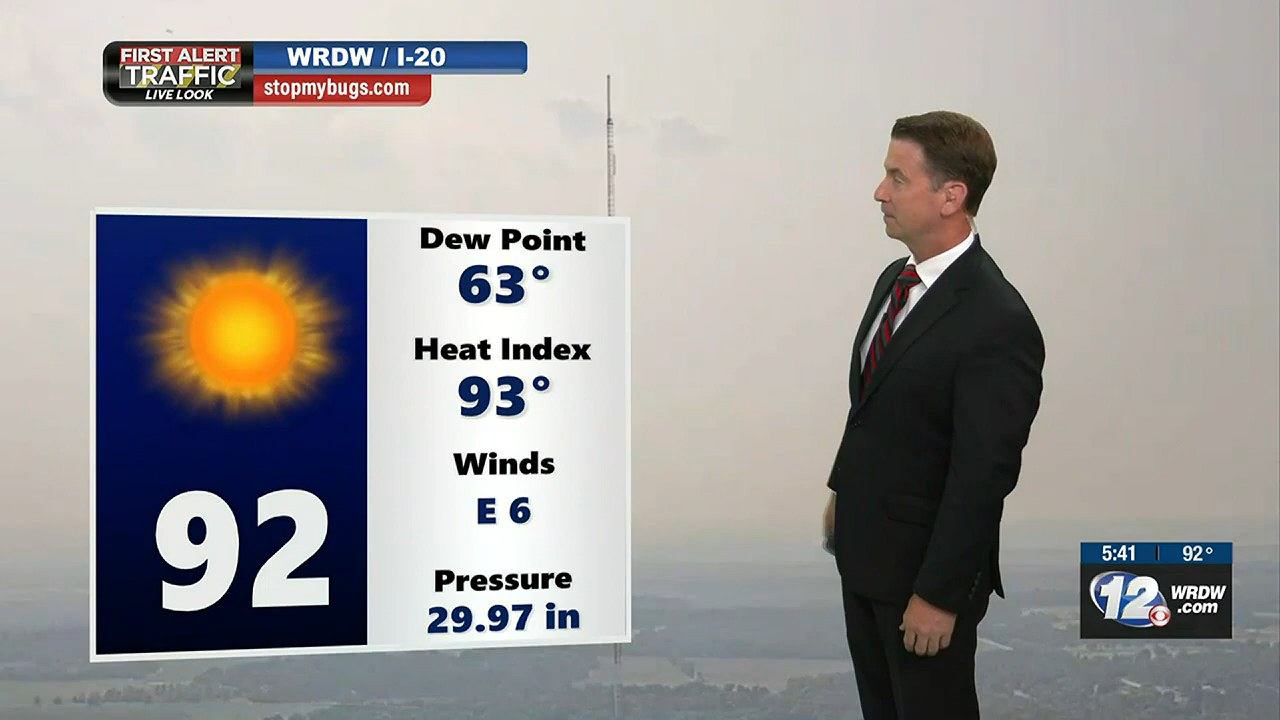 FIRST ALERT
TRAFFIC
LIVE LOOK
WRDW / I-20
stopmybugs.com
Dew Point
63°
Heat Index
93°
Winds
E 6
Pressure
29.97 in
92
5:41 | 92°
12
WRDW
.com